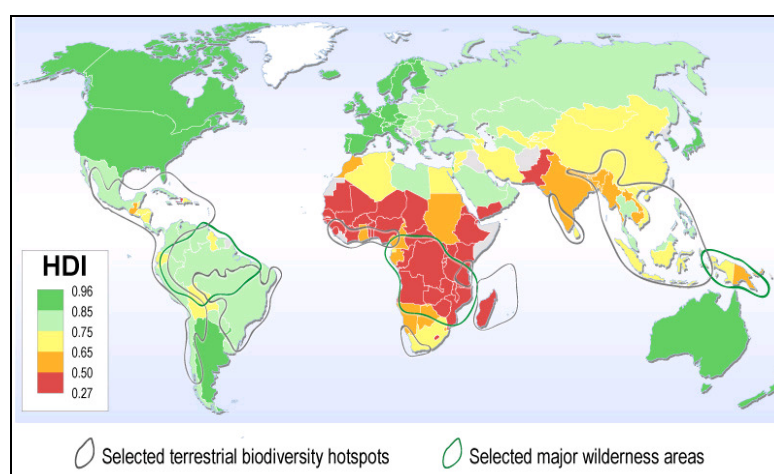 HDI
0.96
0.85
0.75
0.65
0.50
0.27
Selected terrestrial biodiversity hotspots
Selected major wilderness areas